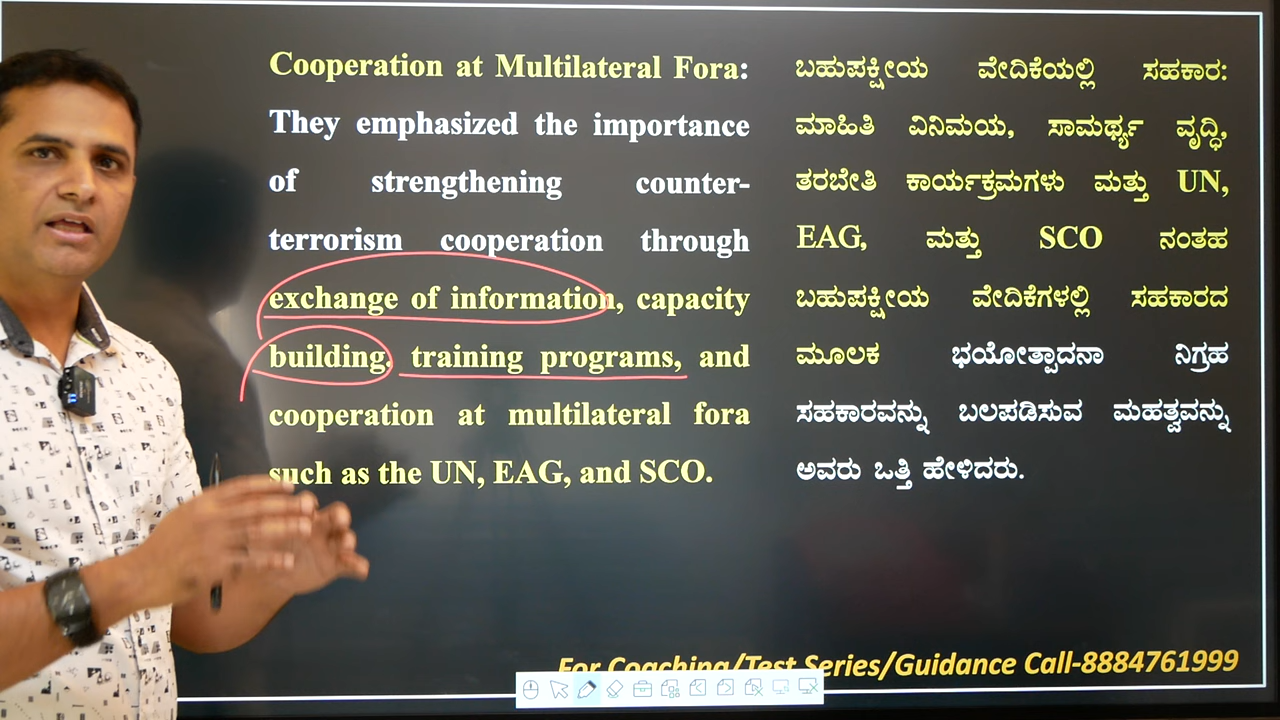 Cooperation at Multilateral Fora:
They emphasized the importance
of strengthening counter-
terrorism cooperation through
exchange of information, capacity
building, training programs, and
cooperation at multilateral fora
such as the UN, EAG, and SCO.
ಬಹುಪಕ್ಷೀಯ ವೇದಿಕೆಯಲ್ಲಿ ಸಹಕಾರ:
ಮಾಹಿತಿ ವಿನಿಮಯ, ಸಾಮರ್ಥ್ಯ ವೃದ್ಧಿ,
ತರಬೇತಿ ಕಾರ್ಯಕ್ರಮಗಳು ಮತ್ತು UN,
EAG, ಮತ್ತು SCO ನಂತಹ
ಬಹುಪಕ್ಷೀಯ ವೇದಿಕೆಗಳಲ್ಲಿ ಸಹಕಾರದ
ಮೂಲಕ ಭಯೋತ್ಪಾದನಾ ನಿಗ್ರಹ
ಸಹಕಾರವನ್ನು ಬಲಪಡಿಸುವ ಮಹತ್ವವನ್ನು
ಅವರು ಒತ್ತಿ ಹೇಳಿದರು.
For Coaching/Test Series/Guidance Call-8884761999